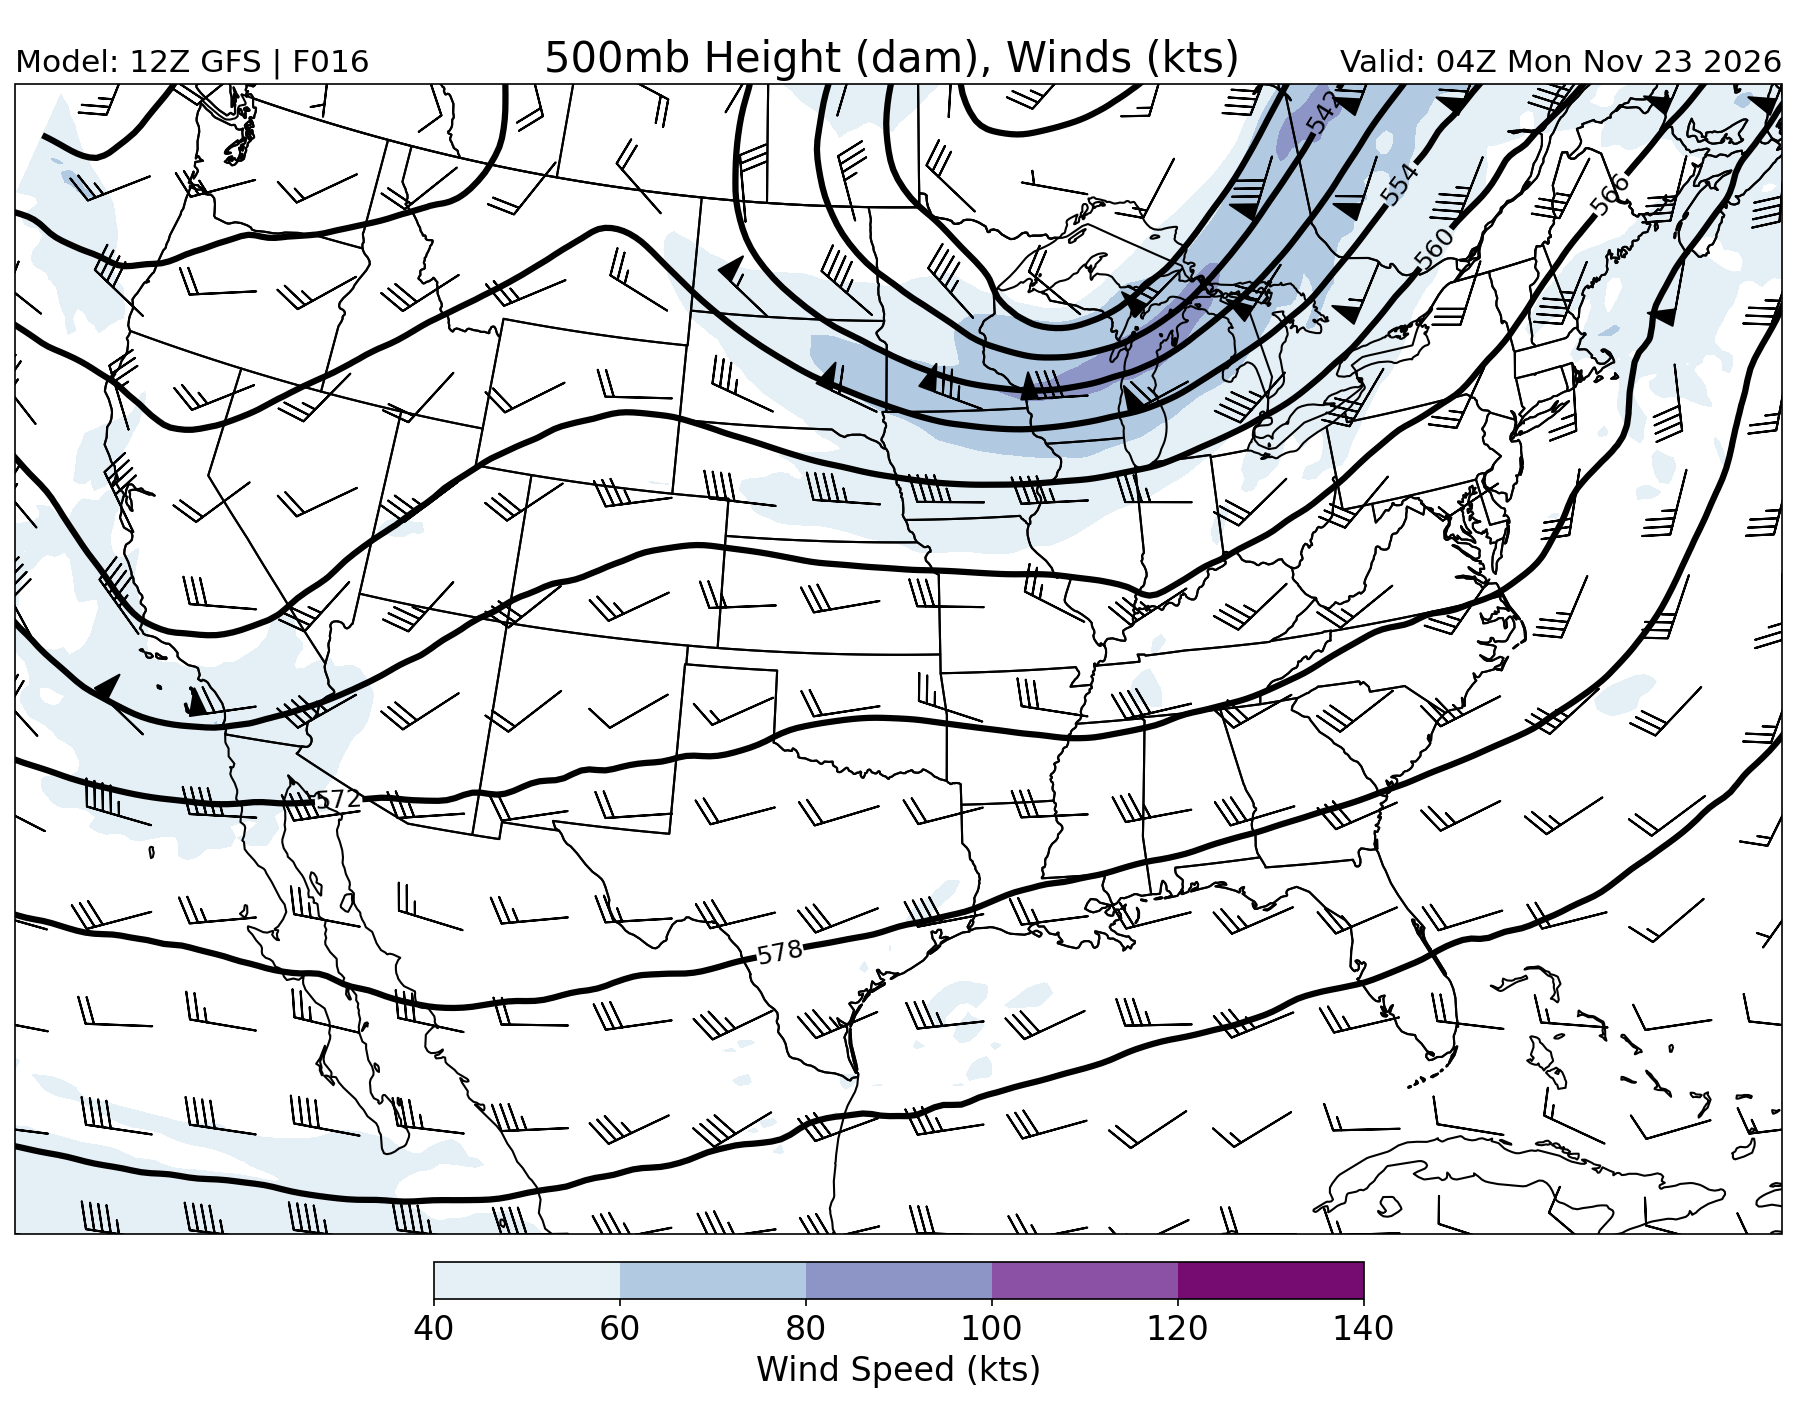 Model: 12Z GFS | F016
500mb Height (dam), Winds (kts)
Valid: 04Z Mon Nov 23 2026
542
554
566
560
572
578
40 60 80 100 120 140
Wind Speed (kts)